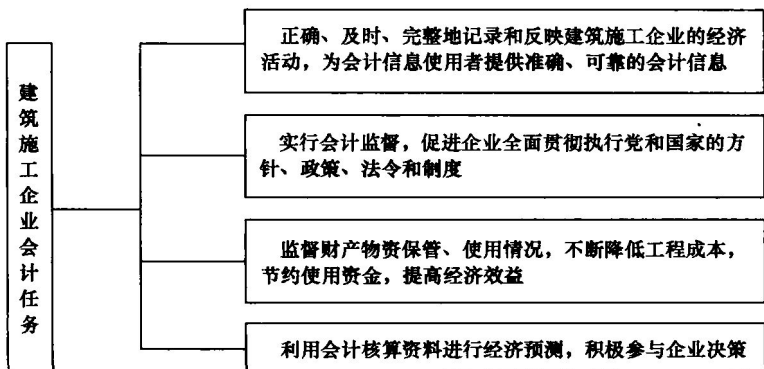 建筑施工企业会计任务
正确、及时、完整地记录和反映建筑施工企业的经济
活动，为会计信息使用者提供准确、可靠的会计信息
实行会计监督，促进企业全面贯彻执行党和国家的方
针、政策、法令和制度
监督财产物资保管、使用情况，不断降低工程成本，
节约使用资金，提高经济效益
利用会计核算资料进行经济预测，积极参与企业决策